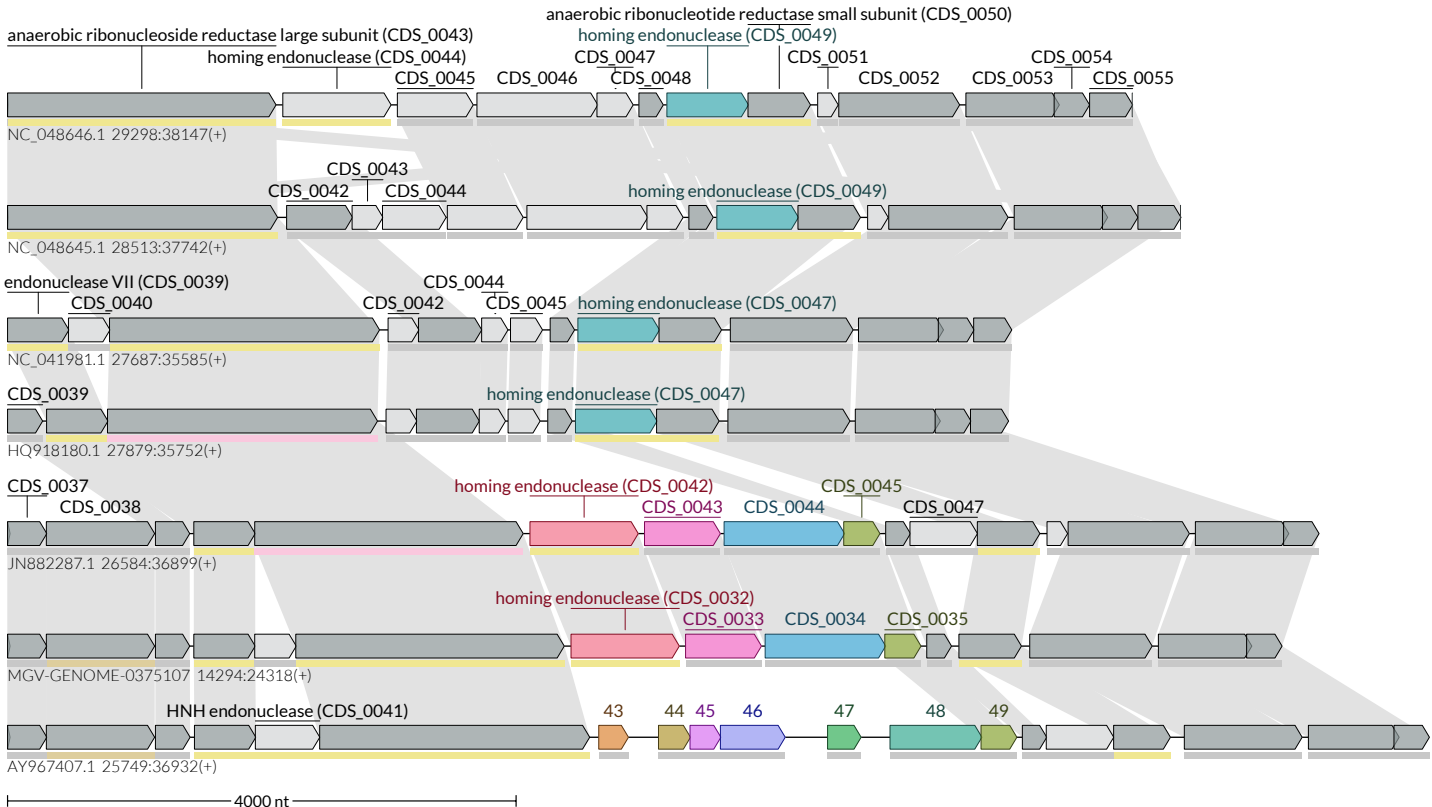 anaerobic ribonucleotide reductase small subunit (CDS_0050)
anaerobic ribonucleoside reductase large subunit (CDS_0043) homing endonuclease (CDS_0049)
homing endonuclease (CDS_0044) CDS_0047 CDS_0051 CDS_0054
CDS_0045 CDS_0046 CDS_0048 CDS_0052 CDS_0053 CDS_0055
NC_048646.1 29298:38147(+)
CDS_0043
CDS_0042 CDS_0044 homing endonuclease (CDS_0049)
NC_048645.1 28513:37742(+)
endonuclease VII (CDS_0039) CDS_0044
CDS_0040 CDS_0042 CDS_0045 homing endonuclease (CDS_0047)
NC_041981.1 27687:35585(+)
CDS_0039 homing endonuclease (CDS_0047)
HQ918180.1 27879:35752(+)
CDS_0037 homing endonuclease (CDS_0042) CDS_0045
CDS_0038 CDS_0043 CDS_0044 CDS_0047
JN882287.1 26584:36899(+)
homing endonuclease (CDS_0032)
CDS_0033 CDS_0034 CDS_0035
MGV-GENOME-0375107 14294:24318(+)
HNH endonuclease (CDS_0041) 43 44 45 46 47 48 49
AY967407.1 25749:36932(+)
4000 nt